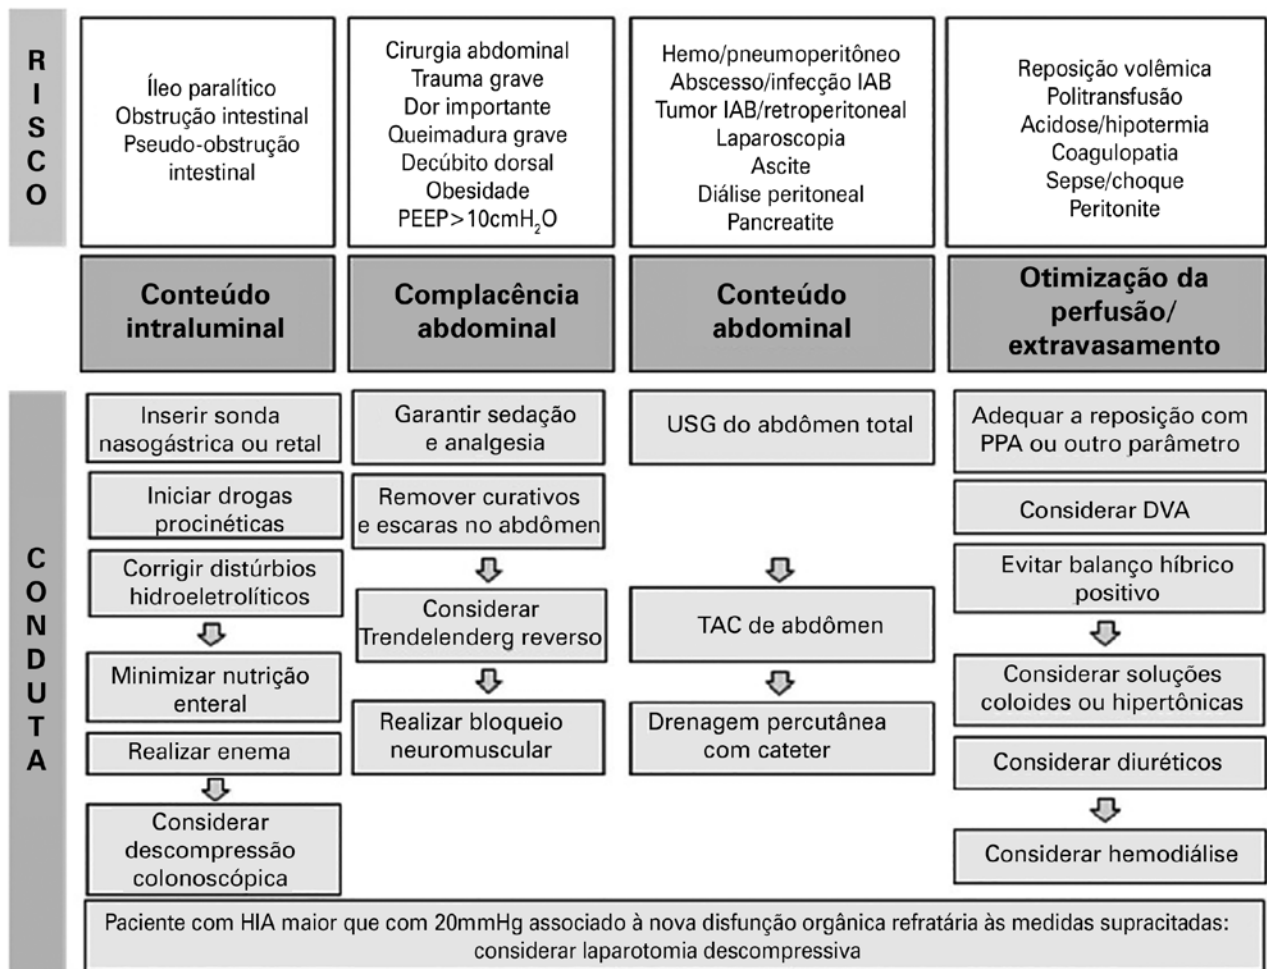 RISCO
Íleo paralítico
Obstrução intestinal
Pseudo-obstrução
intestinal
Cirurgia abdominal
Trauma grave
Dor importante
Queimadura grave
Decúbito dorsal
Obesidade
PEEP>10cmH₂O
Hemo/pneumoperitôneo
Abscesso/infecção IAB
Tumor IAB/retroperitoneal
Laparoscopia
Ascite
Diálise peritoneal
Pancreatite
Reposição volêmica
Politransfusão
Acidose/hipotermia
Coagulopatia
Sepse/choque
Peritonite
Conteúdo
intraluminal
Complacência
abdominal
Conteúdo
abdominal
Otimização da
perfusão/
extravasamento
CONDUTA
Inserir sonda
nasogástrica ou retal
Iniciar drogas
procinéticas
Corrigir distúrbios
hidroeletrolíticos
Minimizar nutrição
enteral
Realizar enema
Considerar
descompressão
colonoscópica
Garantir sedação
e analgesia
Remover curativos
e escaras no abdômen
Considerar
Trendelenderg reverso
Realizar bloqueio
neuromuscular
USG do abdômen total
TAC de abdômen
Drenagem percutânea
com cateter
Adequar a reposição com
PPA ou outro parâmetro
Considerar DVA
Evitar balanço híbrico
positivo
Considerar soluções
coloides ou hipertônicas
Considerar diuréticos
Considerar hemodiálise
Paciente com HIA maior que com 20mmHg associado à nova disfunção orgânica refratária às medidas supracitadas:
considerar laparotomia descompressiva